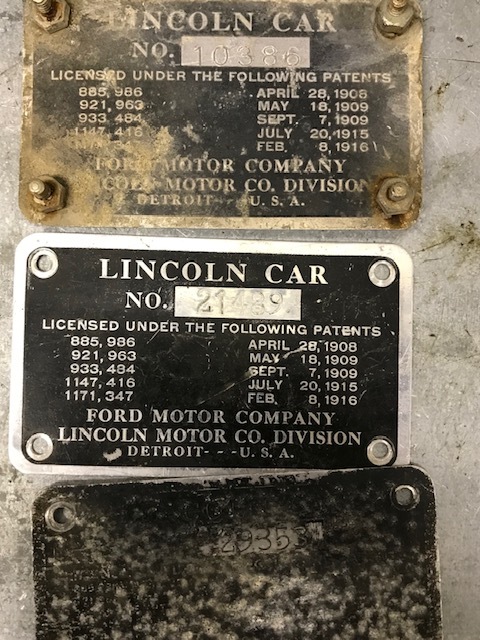 LINCOLN CAR
NO. 10386
LICENSED UNDER THE FOLLOWING PATENTS
885,986 APRIL 28,1908
921,963 MAY 18,1909
933,484 SEPT. 7,1909
1147,416 JULY 20,1915
347 FEB. 8,1916
FORD MOTOR COMPANY
MOTOR CO. DIVISION
DETROIT- - -U. S. A.
LINCOLN CAR
NO. 21489
LICENSED UNDER THE FOLLOWING PATENTS
885,986 APRIL 28,1908
921,963 MAY 18,1909
933,484 SEPT. 7,1909
1147,416 JULY 20,1915
1171,347 FEB. 8,1916
FORD MOTOR COMPANY
LINCOLN MOTOR CO. DIVISION
DETROIT- - -U. S. A.
29353